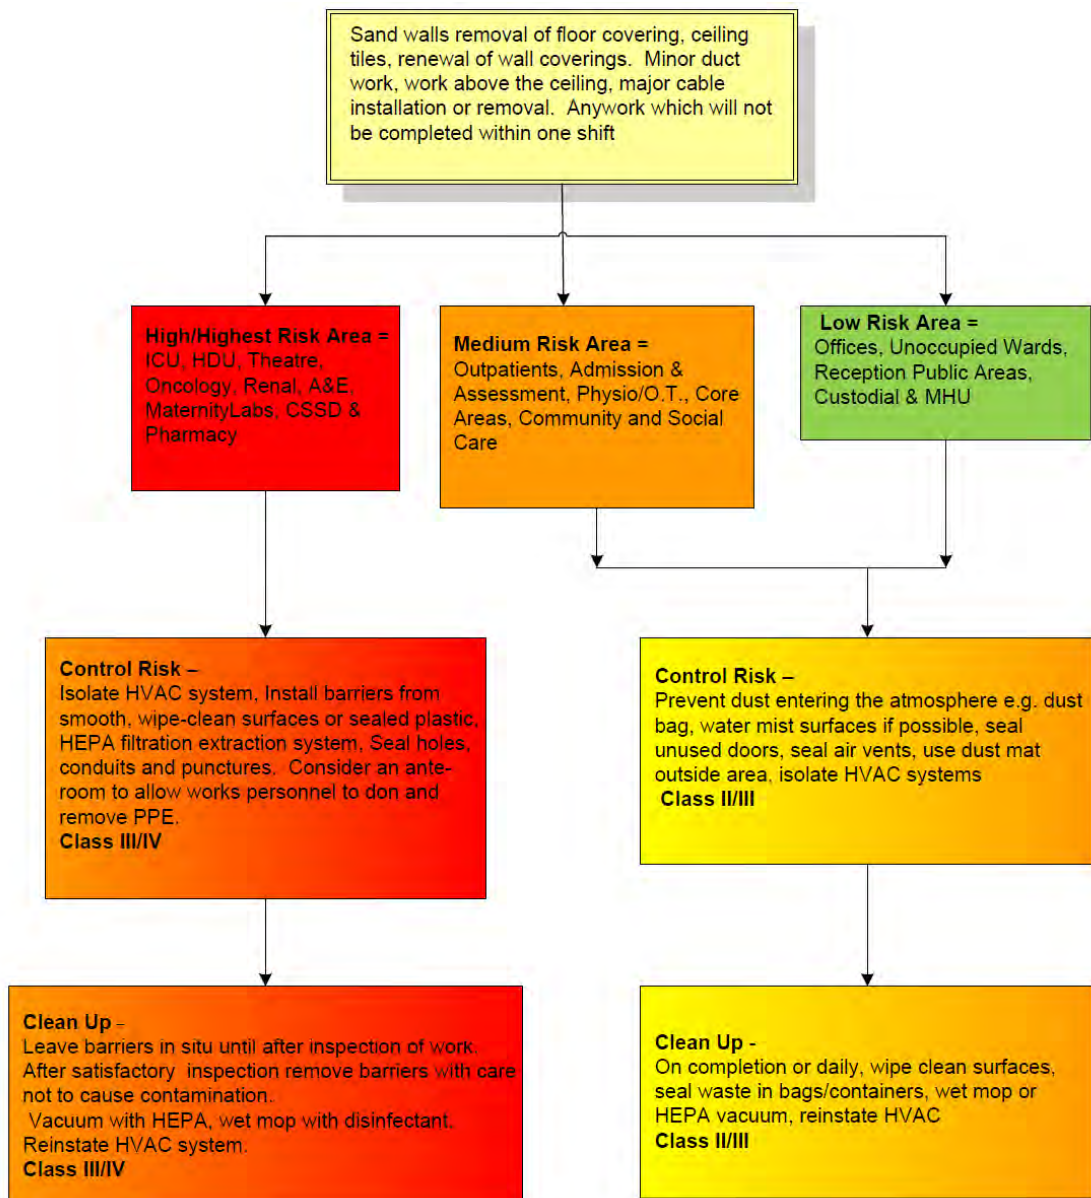 Sand walls removal of floor covering, ceiling
tiles, renewal of wall coverings.  Minor duct
work, work above the ceiling, major cable
installation or removal.  Anywork which will not
be completed within one shift
High/Highest Risk Area =
ICU, HDU, Theatre,
Oncology, Renal, A&E,
MaternityLabs, CSSD &
Pharmacy
Medium Risk Area =
Outpatients, Admission &
Assessment, Physio/O.T., Core
Areas, Community and Social
Care
Low Risk Area =
Offices, Unoccupied Wards,
Reception Public Areas,
Custodial & MHU
Control Risk –
Isolate HVAC system, Install barriers from
smooth, wipe-clean surfaces or sealed plastic,
HEPA filtration extraction system, Seal holes,
conduits and punctures.  Consider an ante-
room to allow works personnel to don and
remove PPE.
Class III/IV
Control Risk –
Prevent dust entering the atmosphere e.g. dust
bag, water mist surfaces if possible, seal
unused doors, seal air vents, use dust mat
outside area, isolate HVAC systems
Class II/III
Clean Up –
Leave barriers in situ until after inspection of work.
After satisfactory  inspection remove barriers with care
not to cause contamination.
Vacuum with HEPA, wet mop with disinfectant.
Reinstate HVAC system.
Class III/IV
Clean Up -
On completion or daily, wipe clean surfaces,
seal waste in bags/containers, wet mop or
HEPA vacuum, reinstate HVAC
Class II/III